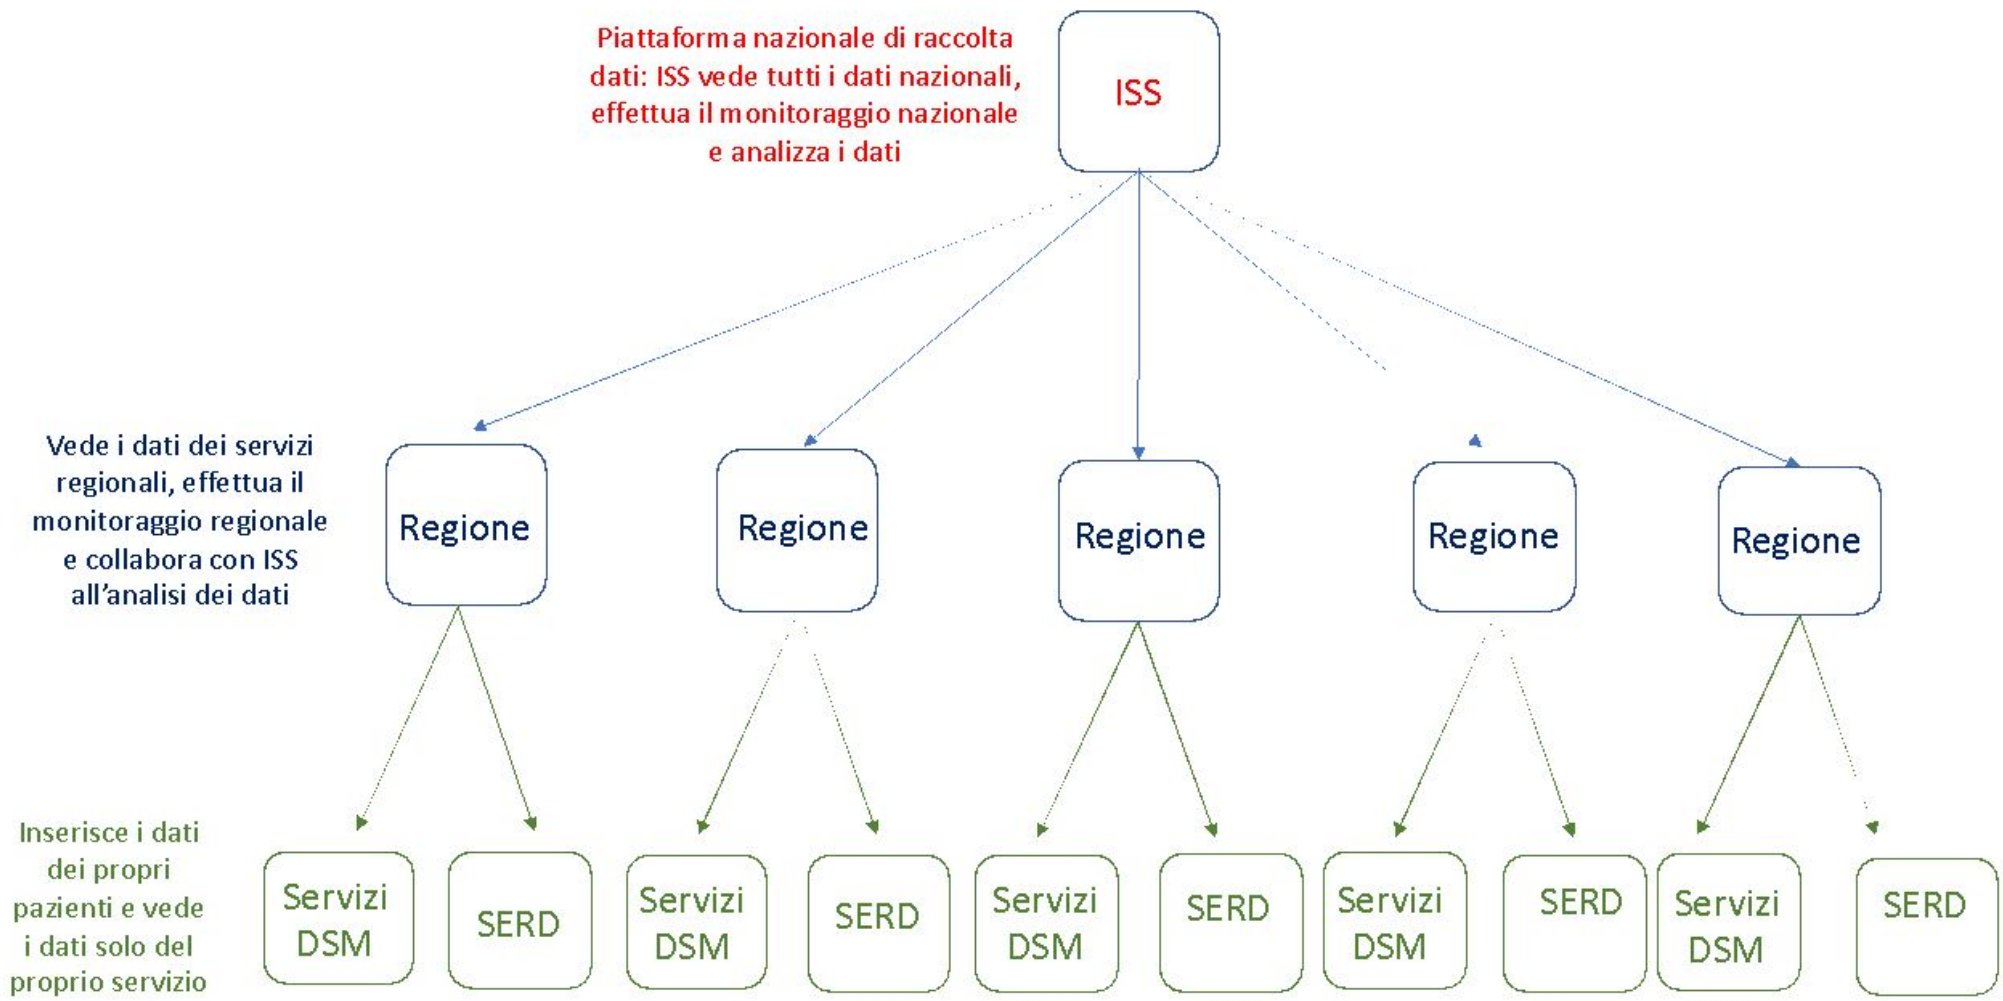 Piattaforma nazionale di raccolta
dati: ISS vede tutti i dati nazionali,
effettua il monitoraggio nazionale
e analizza i dati
ISS
Vede i dati dei servizi
regionali, effettua il
monitoraggio regionale
e collabora con ISS
all'analisi dei dati
Regione
Regione
Regione
Regione
Regione
Inserisce i dati
dei propri
pazienti e vede
i dati solo del
proprio servizio
Servizi
DSM
SERD
Servizi
DSM
SERD
Servizi
DSM
SERD
Servizi
DSM
SERD
Servizi
DSM
SERD